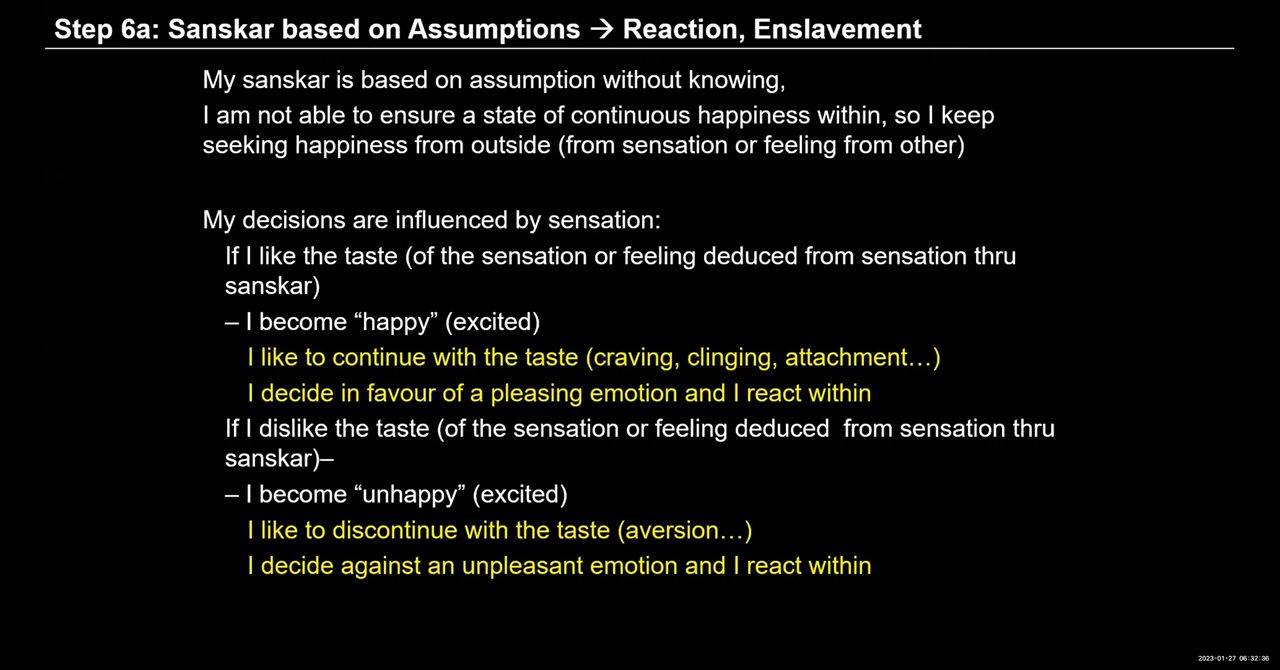 Step 6a: Sanskar based on Assumptions → Reaction, Enslavement
My sanskar is based on assumption without knowing,
I am not able to ensure a state of continuous happiness within, so I keep
seeking happiness from outside (from sensation or feeling from other)
My decisions are influenced by sensation:
If I like the taste (of the sensation or feeling deduced from sensation thru
sanskar)
– I become “happy” (excited)
I like to continue with the taste (craving, clinging, attachment…)
I decide in favour of a pleasing emotion and I react within
If I dislike the taste (of the sensation or feeling deduced  from sensation thru
sanskar)–
– I become “unhappy” (excited)
I like to discontinue with the taste (aversion…)
I decide against an unpleasant emotion and I react within
2023-01-27 06:32:36